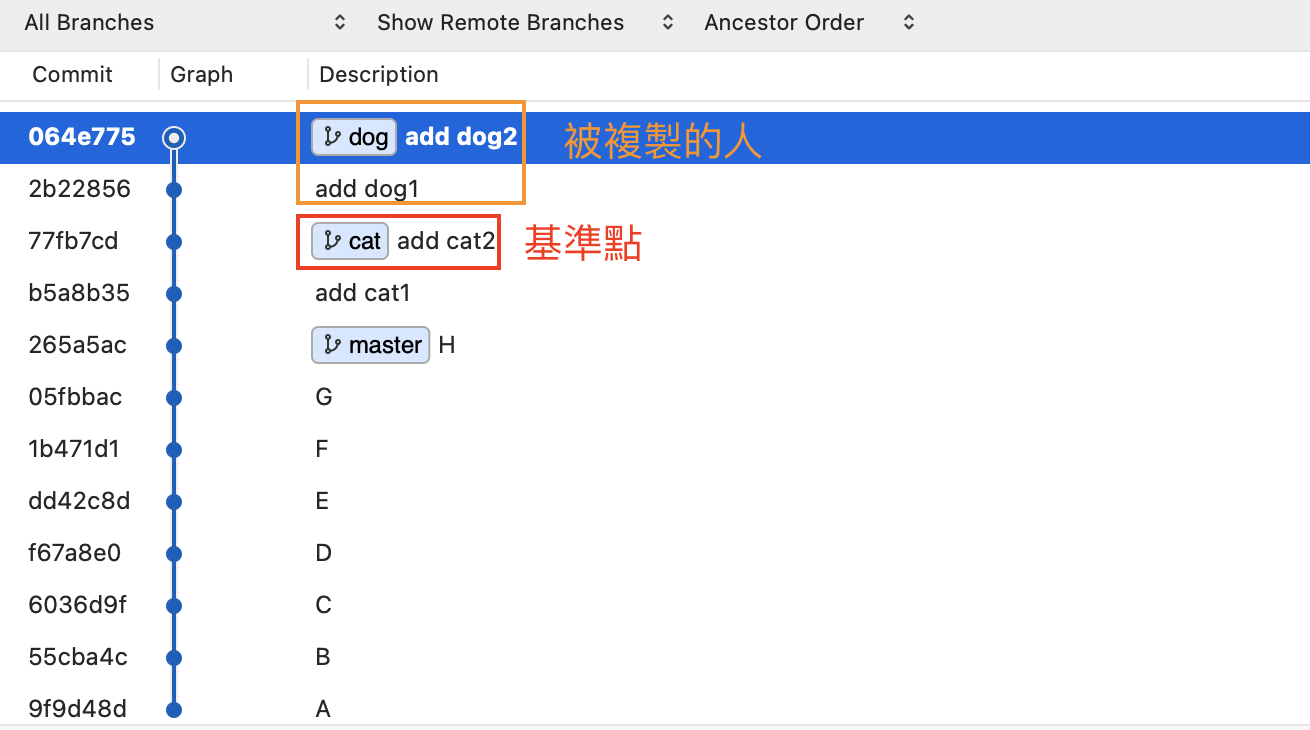 All Branches Show Remote Branches Ancestor Order
Commit Graph Description
064e775 dog add dog2 被複製的人
2b22856 add dog1
77fb7cd cat add cat2 基準點
b5a8b35 add cat1
265a5ac master H
05fbbac G
1b471d1 F
dd42c8d E
f67a8e0 D
6036d9f C
55cba4c B
9f9d48d A